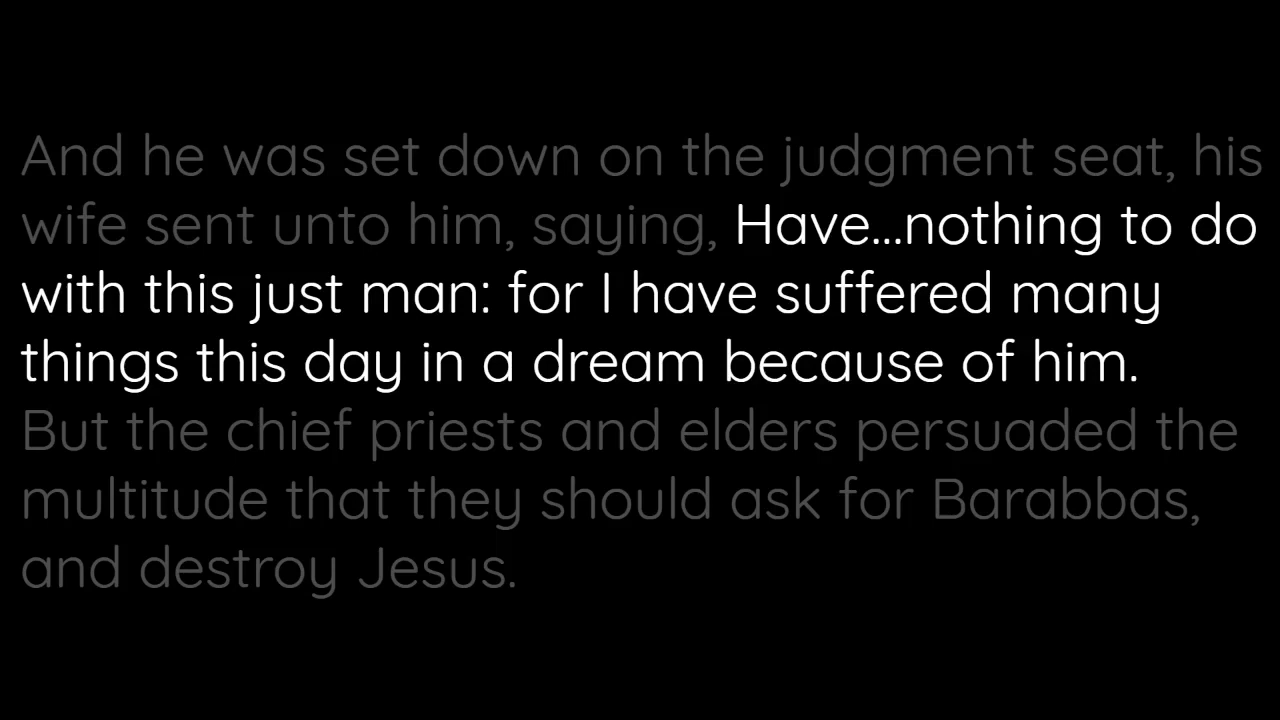 And he was set down on the judgment seat, his
wife sent unto him, saying, Have...nothing to do
with this just man: for I have suffered many
things this day in a dream because of him.
But the chief priests and elders persuaded the
multitude that they should ask for Barabbas,
and destroy Jesus.